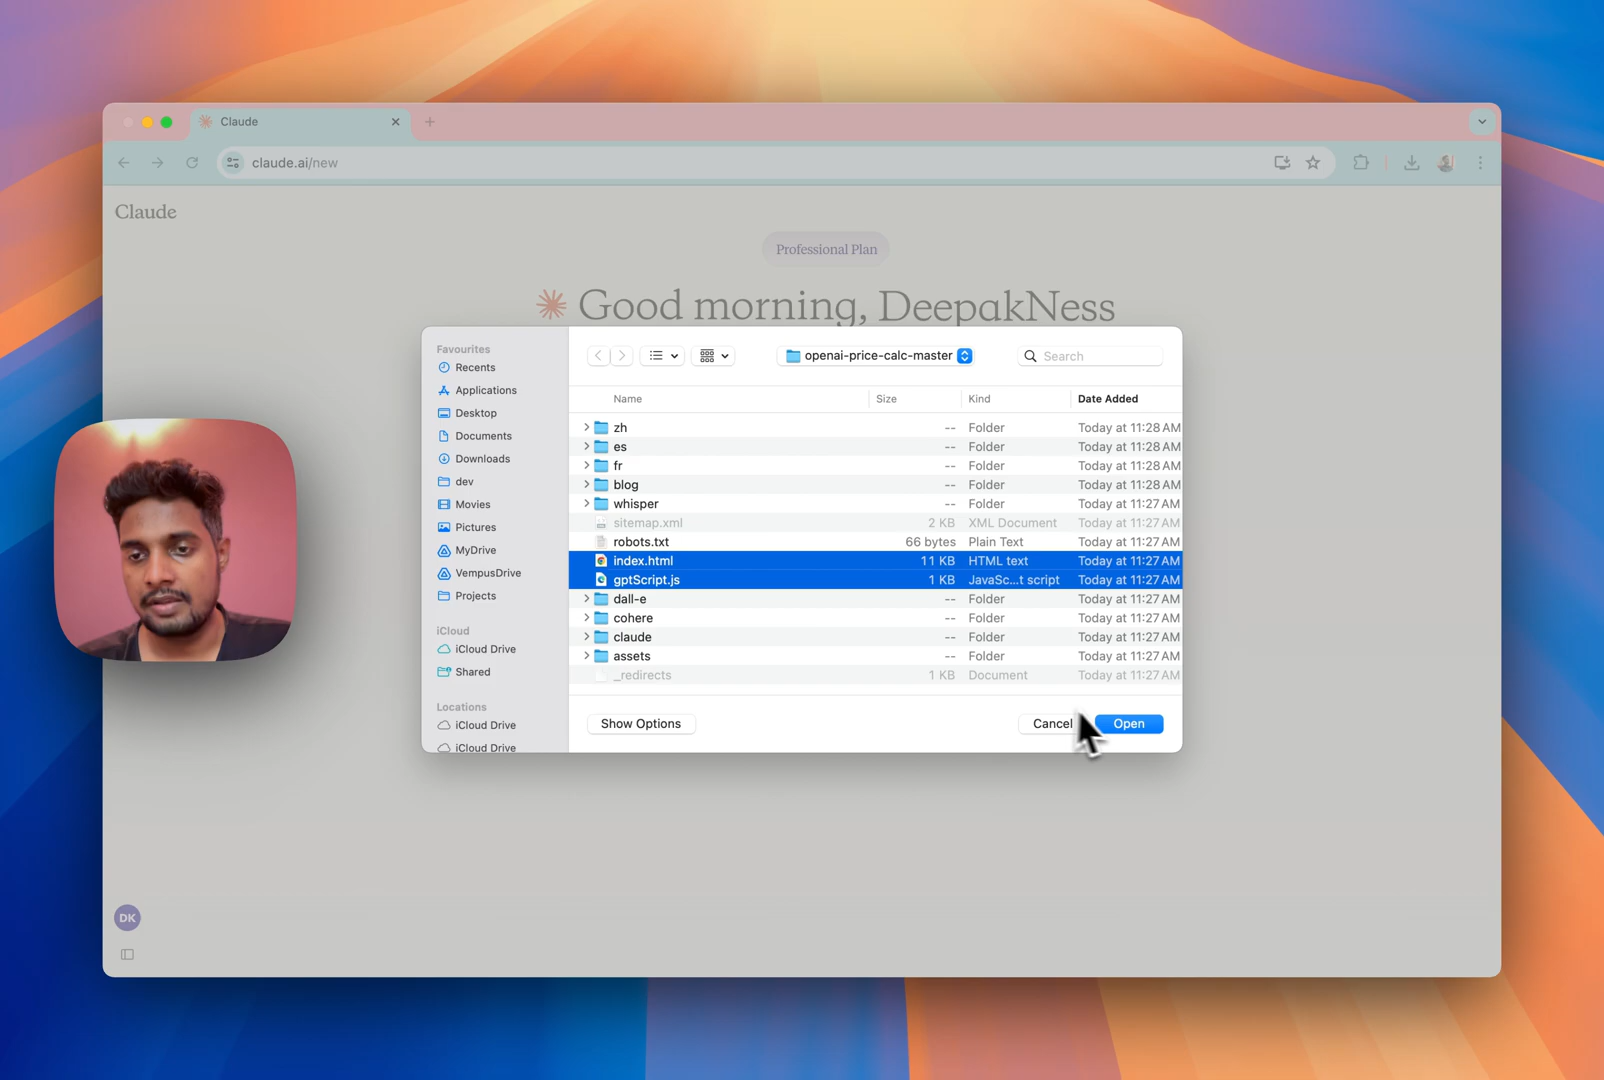 Claude
claude.ai/new
Claude
Professional Plan
Good morning, DeepakNess
Favourites
Recents
Applications
Desktop
Documents
Downloads
dev
Movies
Pictures
MyDrive
VempusDrive
Projects
iCloud
iCloud Drive
Shared
Locations
iCloud Drive
iCloud Drive
openai-price-calc-master
Search
Name Size Kind Date Added
zh -- Folder Today at 11:28 AM
es -- Folder Today at 11:28 AM
fr -- Folder Today at 11:28 AM
blog -- Folder Today at 11:28 AM
whisper -- Folder Today at 11:27 AM
sitemap.xml 2 KB XML Document Today at 11:27 AM
robots.txt 66 bytes Plain Text Today at 11:27 AM
index.html 11 KB HTML text Today at 11:27 AM
gptScript.js 1 KB JavaSc...t script Today at 11:27 AM
dall-e -- Folder Today at 11:27 AM
cohere -- Folder Today at 11:27 AM
claude -- Folder Today at 11:27 AM
assets -- Folder Today at 11:27 AM
_redirects 1 KB Document Today at 11:27 AM
Show Options Cancel Open
DK